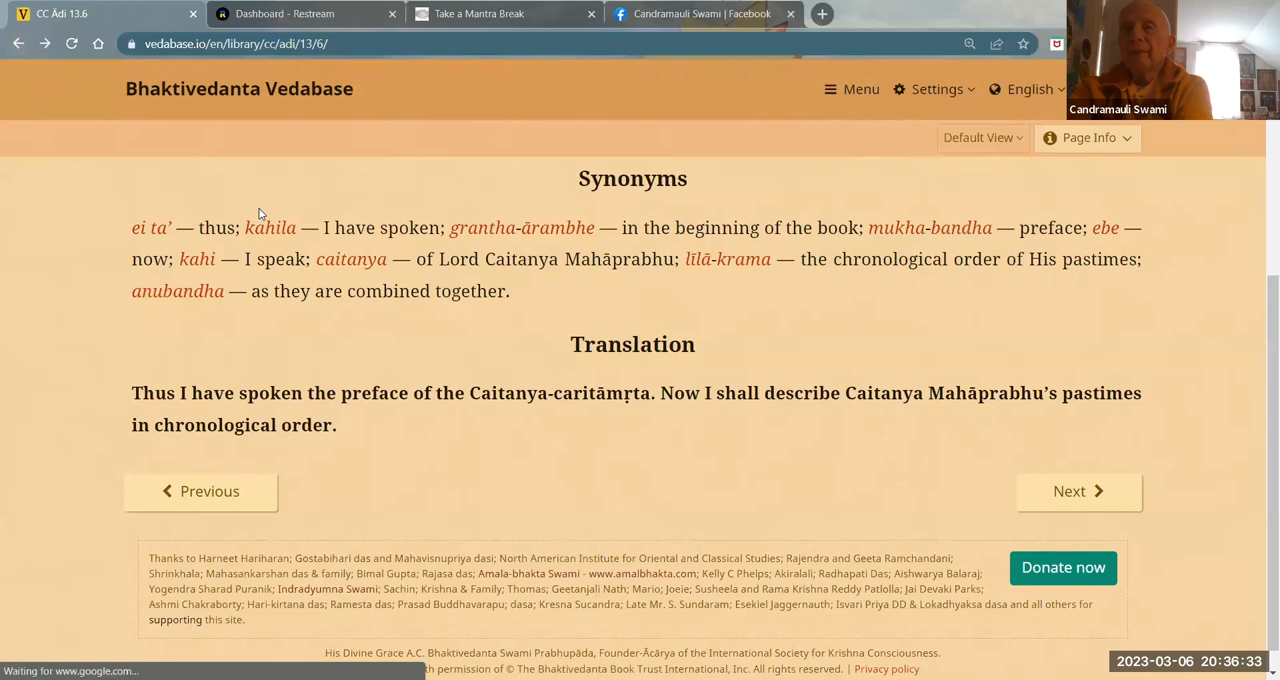 CC Ādi 13.6
Dashboard - Restream
Take a Mantra Break
Candramauli Swami | Facebook
vedabase.io/en/library/cc/adi/13/6/
Bhaktivedanta Vedabase
Menu
Settings
English
Candramauli Swami
Default View
Page Info
Synonyms
ei ta’ — thus; kahila — I have spoken; grantha-ārambhe — in the beginning of the book; mukha-bandha — preface; ebe —
now; kahi — I speak; caitanya — of Lord Caitanya Mahāprabhu; līlā-krama — the chronological order of His pastimes;
anubandha — as they are combined together.
Translation
Thus I have spoken the preface of the Caitanya-caritāmṛta. Now I shall describe Caitanya Mahāprabhu’s pastimes
in chronological order.
Previous
Next
Thanks to Harneet Hariharan; Gostabihari das and Mahavisnupriya dasi; North American Institute for Oriental and Classical Studies; Rajendra and Geeta Ramchandani;
Shrinkhala; Mahasankarshan das & family; Bimal Gupta; Rajasa das; Amala-bhakta Swami - www.amalbhakta.com; Kelly C Phelps; Akiralali; Radhapati Das; Aishwarya Balaraj;
Yogendra Sharad Puranik; Indradyumna Swami; Sachin; Krishna & Family; Thomas; Geetanjali Nath; Mario; Joeie; Susheela and Rama Krishna Reddy Patlolla; Jai Devaki Parks;
Ashmi Chakraborty; Hari-kirtana das; Ramesta das; Prasad Buddhavarapu; dasa; Kresna Sucandra; Late Mr. S. Sundaram; Esekiel Jaggernauth; Isvari Priya DD & Lokadhyaksa dasa and all others for
supporting this site.
Donate now
His Divine Grace A.C. Bhaktivedanta Swami Prabhupāda, Founder-Ācārya of the International Society for Krishna Consciousness.
th permission of © The Bhaktivedanta Book Trust International, Inc. All rights reserved. | Privacy policy
Waiting for www.google.com...
2023-03-06 20:36:33